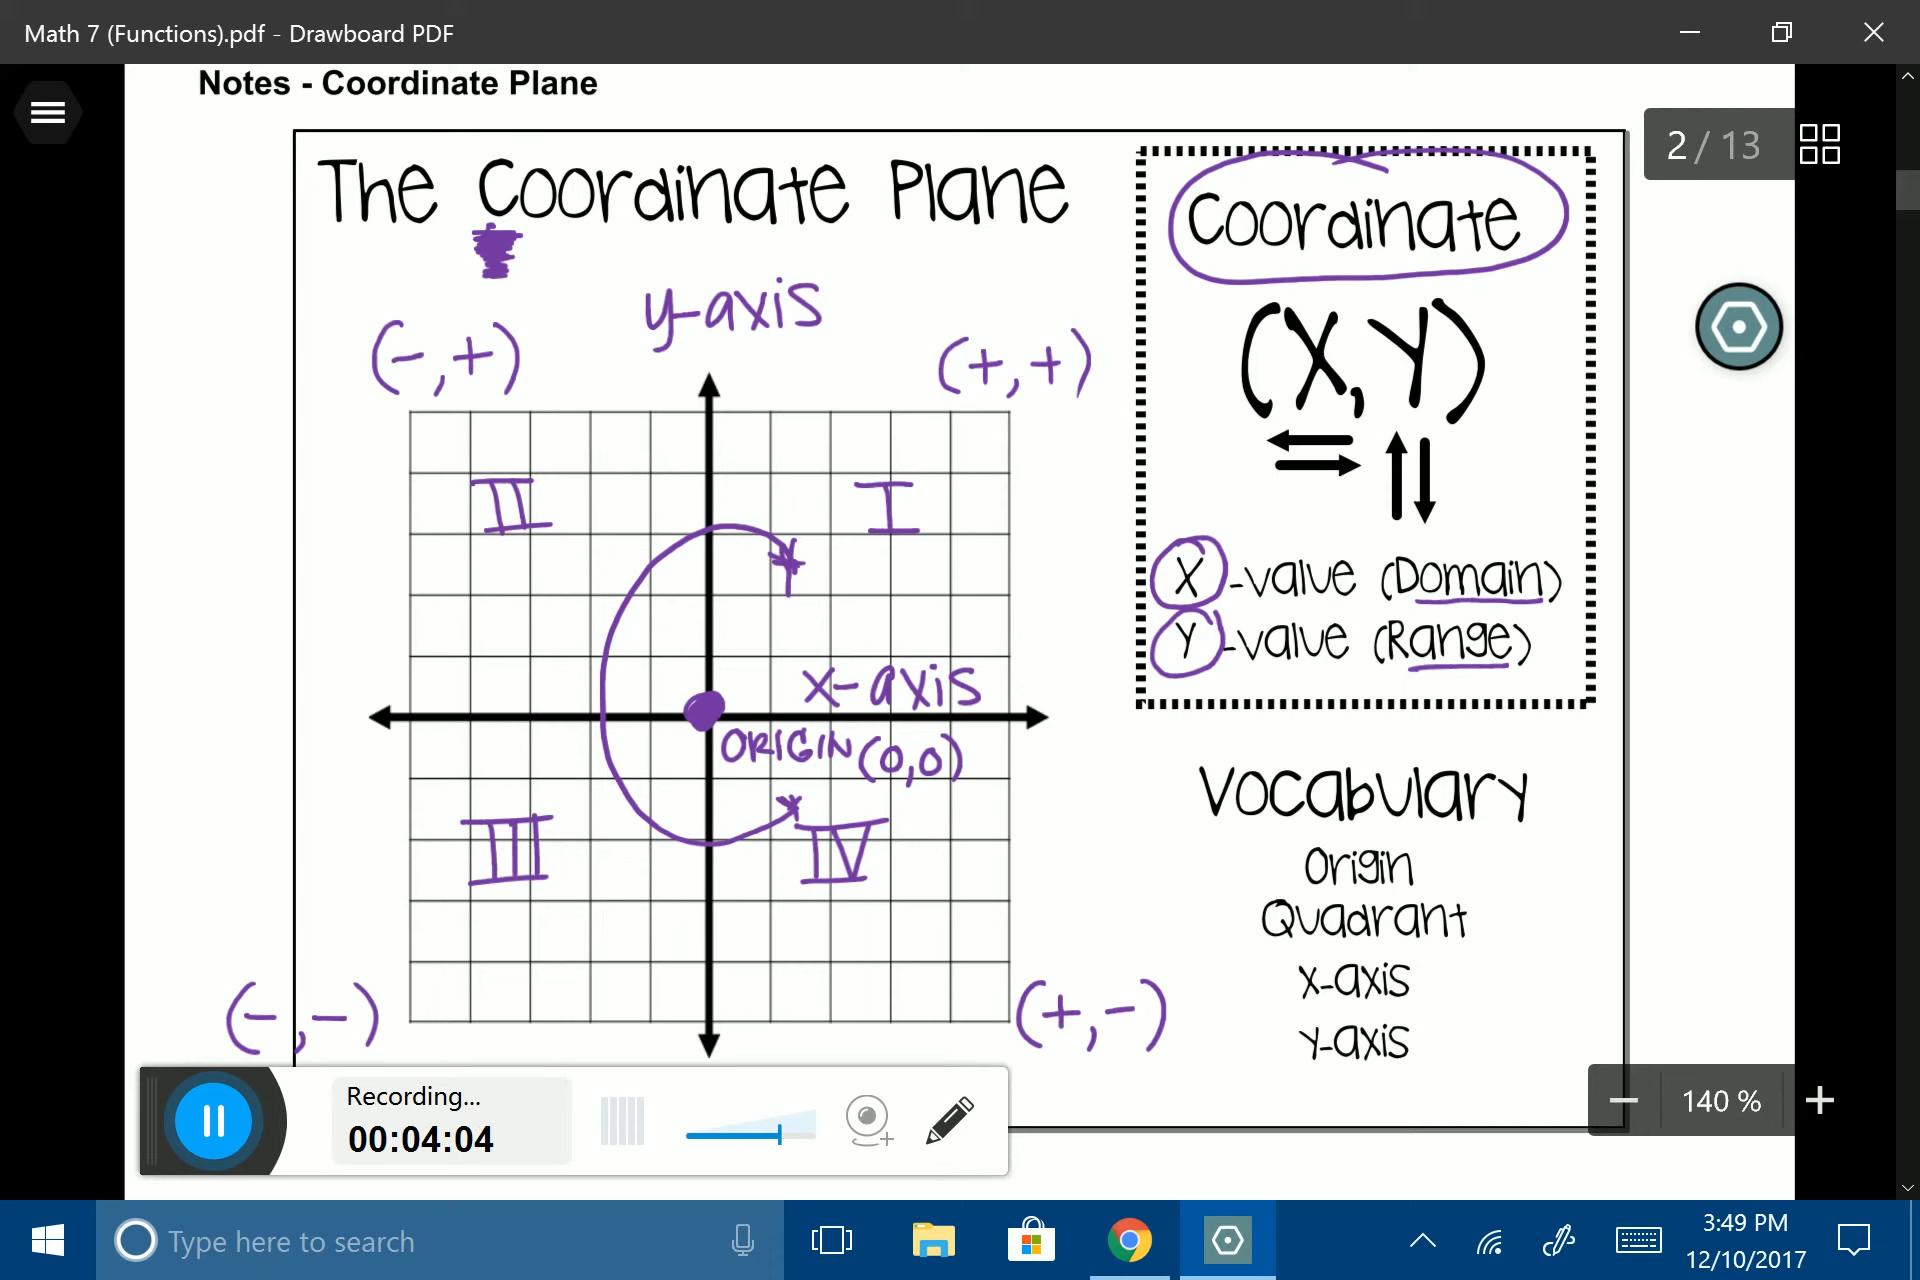 Math 7 (Functions).pdf - Drawboard PDF
Notes - Coordinate Plane
2 / 13
The Coordinate Plane
Coordinate
y-axis
(-,+)
(+,+)
(X,Y)
II
I
X-value (Domain)
Y-value (Range)
x-axis
ORIGIN (0,0)
III
IV
Vocabulary
Origin
Quadrant
X-axis
Y-axis
(-,-)
(+,-)
Recording...
00:04:04
140 %
Type here to search
3:49 PM
12/10/2017